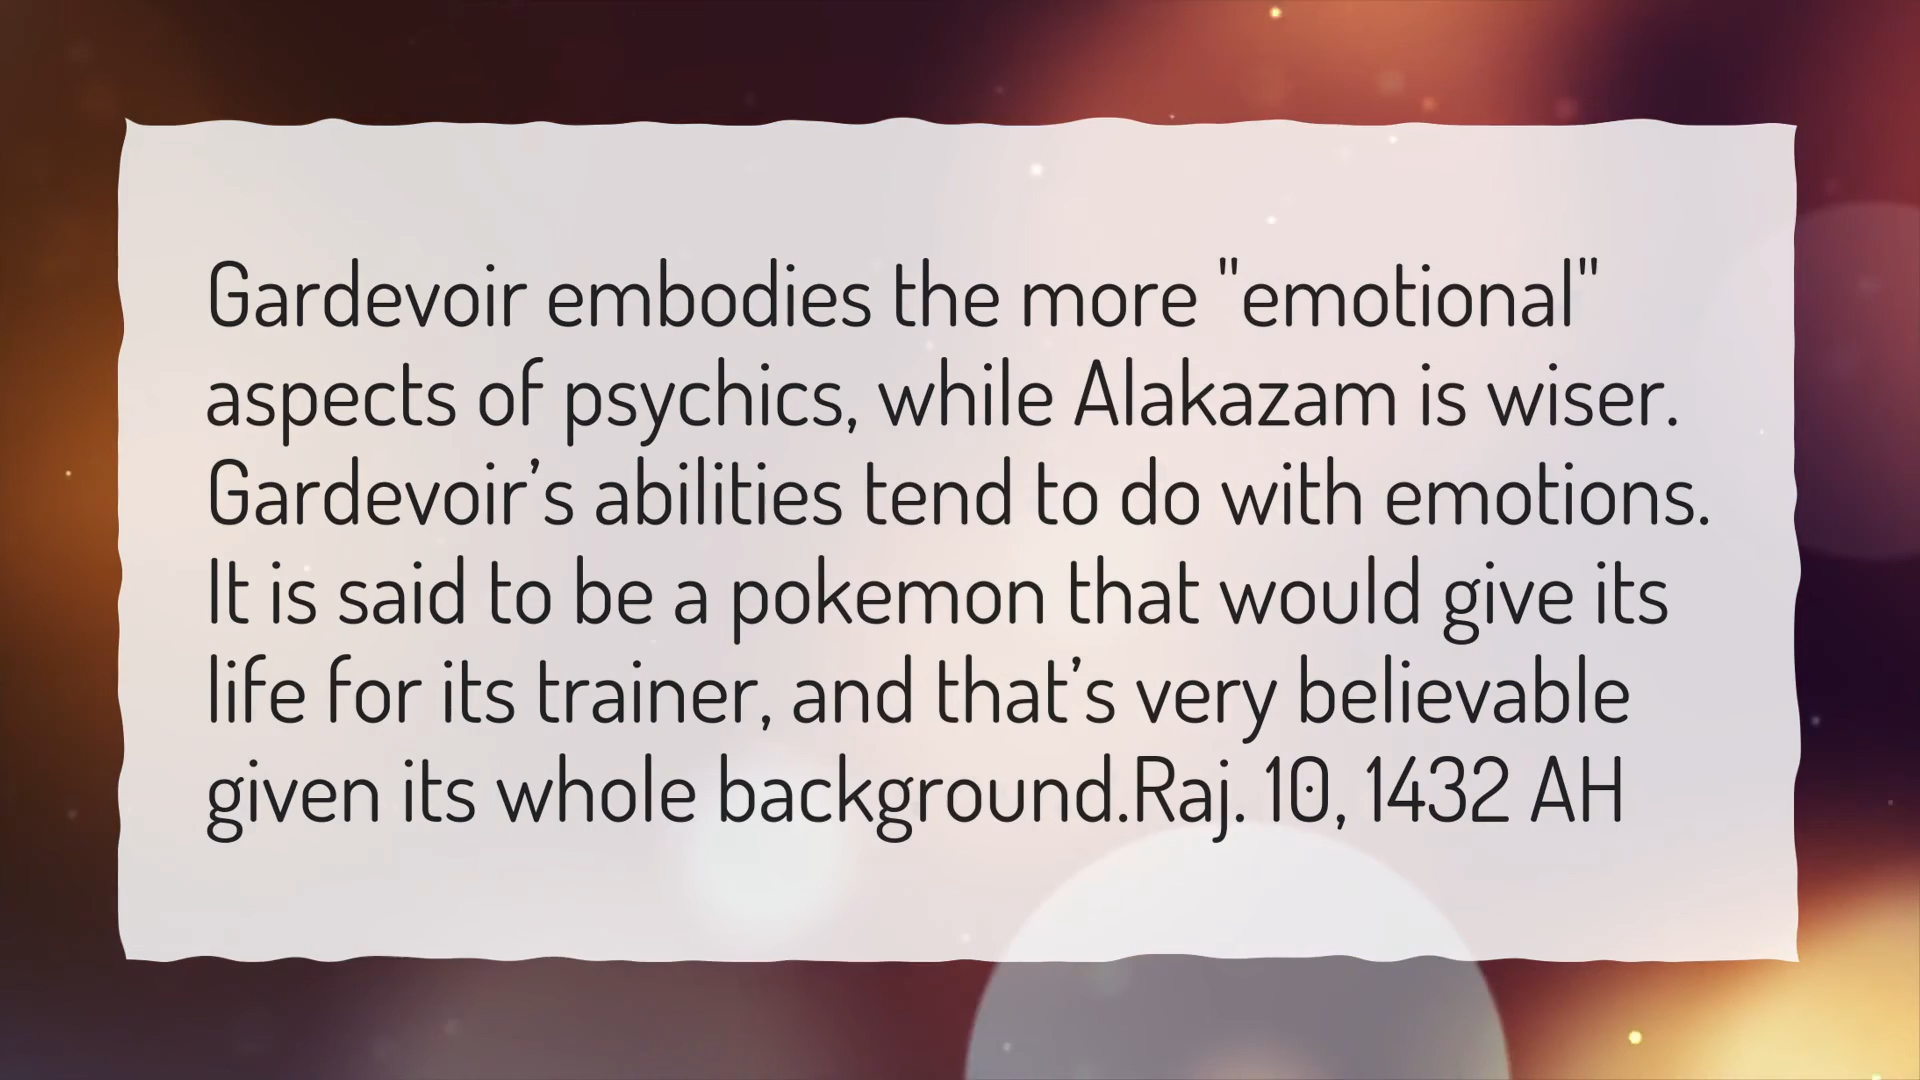 Gardevoir embodies the more "emotional"
aspects of psychics, while Alakazam is wiser.
Gardevoir’s abilities tend to do with emotions.
It is said to be a pokemon that would give its
life for its trainer, and that’s very believable
given its whole background.Raj. 10, 1432 AH